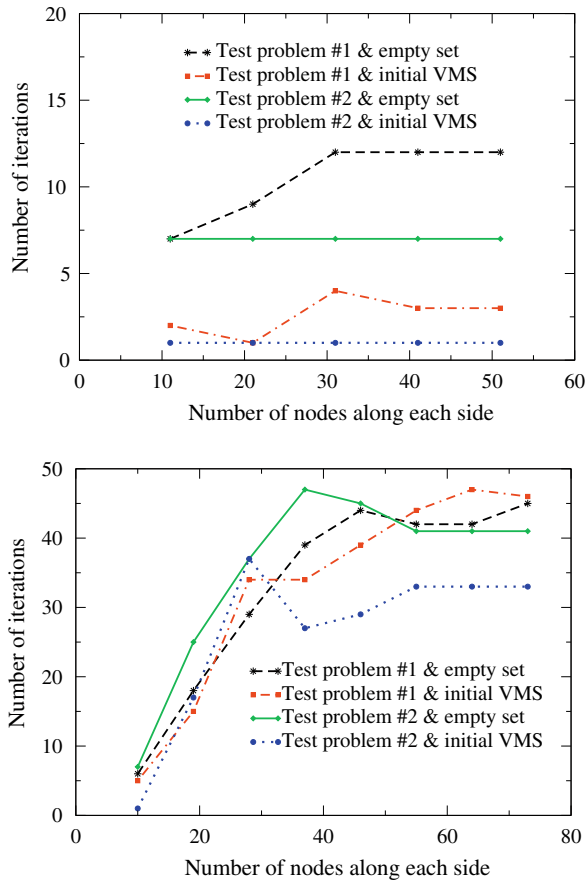 20
15
10
5
0
Number of iterations
Test problem #1 & empty set
Test problem #1 & initial VMS
Test problem #2 & empty set
Test problem #2 & initial VMS
0 10 20 30 40 50 60
Number of nodes along each side
50
40
30
20
10
0
Number of iterations
Test problem #1 & empty set
Test problem #1 & initial VMS
Test problem #2 & empty set
Test problem #2 & initial VMS
0 20 40 60 80
Number of nodes along each side